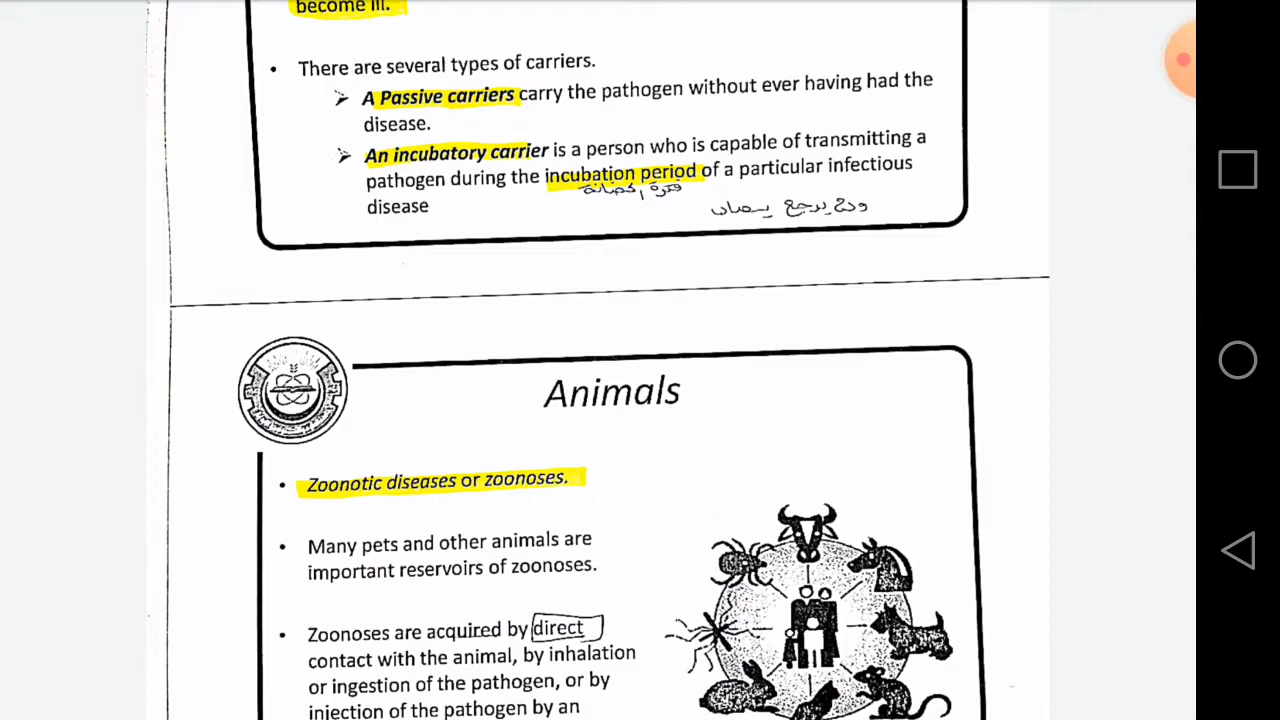 become ill.
• There are several types of carriers.
➢ A Passive carriers carry the pathogen without ever having had the
disease.
➢ An incubatory carrier is a person who is capable of transmitting a
pathogen during the incubation period of a particular infectious
فترة الحضانة
disease
يرجع
Animals
• Zoonotic diseases or zoonoses.
• Many pets and other animals are
important reservoirs of zoonoses.
• Zoonoses are acquired by direct
contact with the animal, by inhalation
or ingestion of the pathogen, or by
injection of the pathogen by an